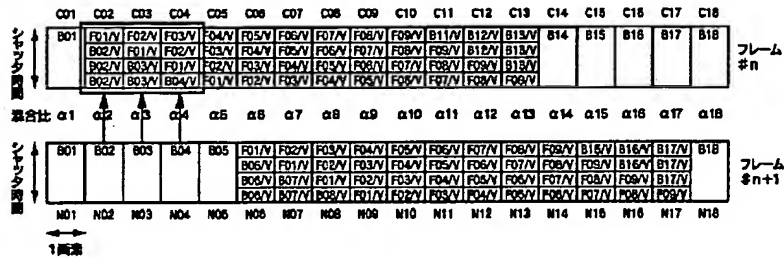 C01 C02 C03 C04 C05 C06 C07 C08 C09 C10 C11 C12 C13 C14 C15 C16 C17 C18
シャッタ時間
B01 F01/V F02/V F03/V F04/V F05/V F06/V F07/V F08/V F09/V B11/V B12/V B13/V B14 B15 B16 B17 B18
B02/V F01/V F02/V F03/V F04/V F05/V F06/V F07/V F08/V F09/V B12/V B13/V
B02/V B03/V F01/V F02/V F03/V F04/V F05/V F06/V F07/V F08/V F09/V B13/V
B02/V B03/V B04/V F01/V F02/V F03/V F04/V F05/V F06/V F07/V F08/V F09/V
フレーム
#n
混合比 α1 α2 α3 α4 α5 α6 α7 α8 α9 α10 α11 α12 α13 α14 α15 α16 α17 α18
シャッタ時間
B01 B02 B03 B04 B05 F01/V F02/V F03/V F04/V F05/V F06/V F07/V F08/V F09/V B15/V B16/V B17/V B18
B06/V F01/V F02/V F03/V F04/V F05/V F06/V F07/V F08/V F09/V B16/V B17/V
B06/V B07/V F01/V F02/V F03/V F04/V F05/V F06/V F07/V F08/V F09/V B17/V
B06/V B07/V B08/V F01/V F02/V F03/V F04/V F05/V F06/V F07/V F08/V F09/V
フレーム
#n+1
N01 N02 N03 N04 N05 N06 N07 N08 N09 N10 N11 N12 N13 N14 N15 N16 N17 N18
1画素